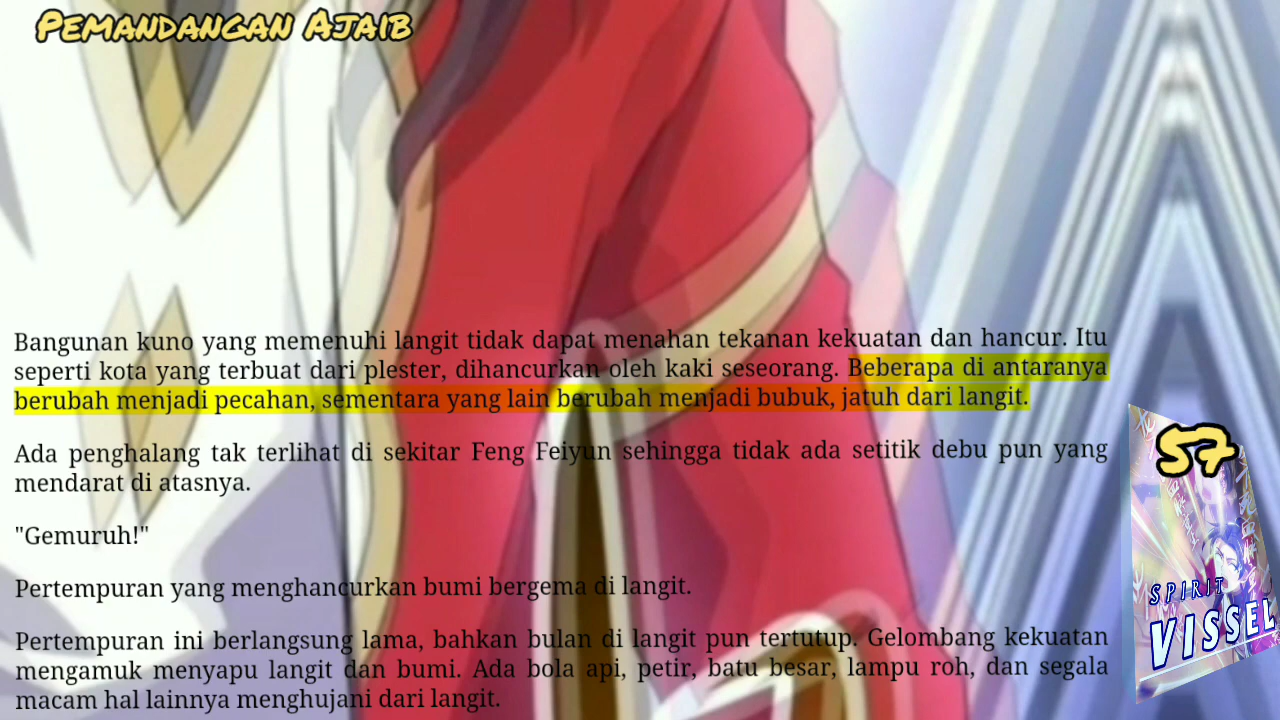 Pemandangan Ajaib
Bangunan kuno yang memenuhi langit tidak dapat menahan tekanan kekuatan dan hancur. Itu
seperti kota yang terbuat dari plester, dihancurkan oleh kaki seseorang. Beberapa di antaranya
berubah menjadi pecahan, sementara yang lain berubah menjadi bubuk, jatuh dari langit.
Ada penghalang tak terlihat di sekitar Feng Feiyun sehingga tidak ada setitik debu pun yang
mendarat di atasnya.
"Gemuruh!"
Pertempuran yang menghancurkan bumi bergema di langit.
Pertempuran ini berlangsung lama, bahkan bulan di langit pun tertutup. Gelombang kekuatan
mengamuk menyapu langit dan bumi. Ada bola api, petir, batu besar, lampu roh, dan segala
macam hal lainnya menghujani dari langit.
57
SPIRIT
VISSEL